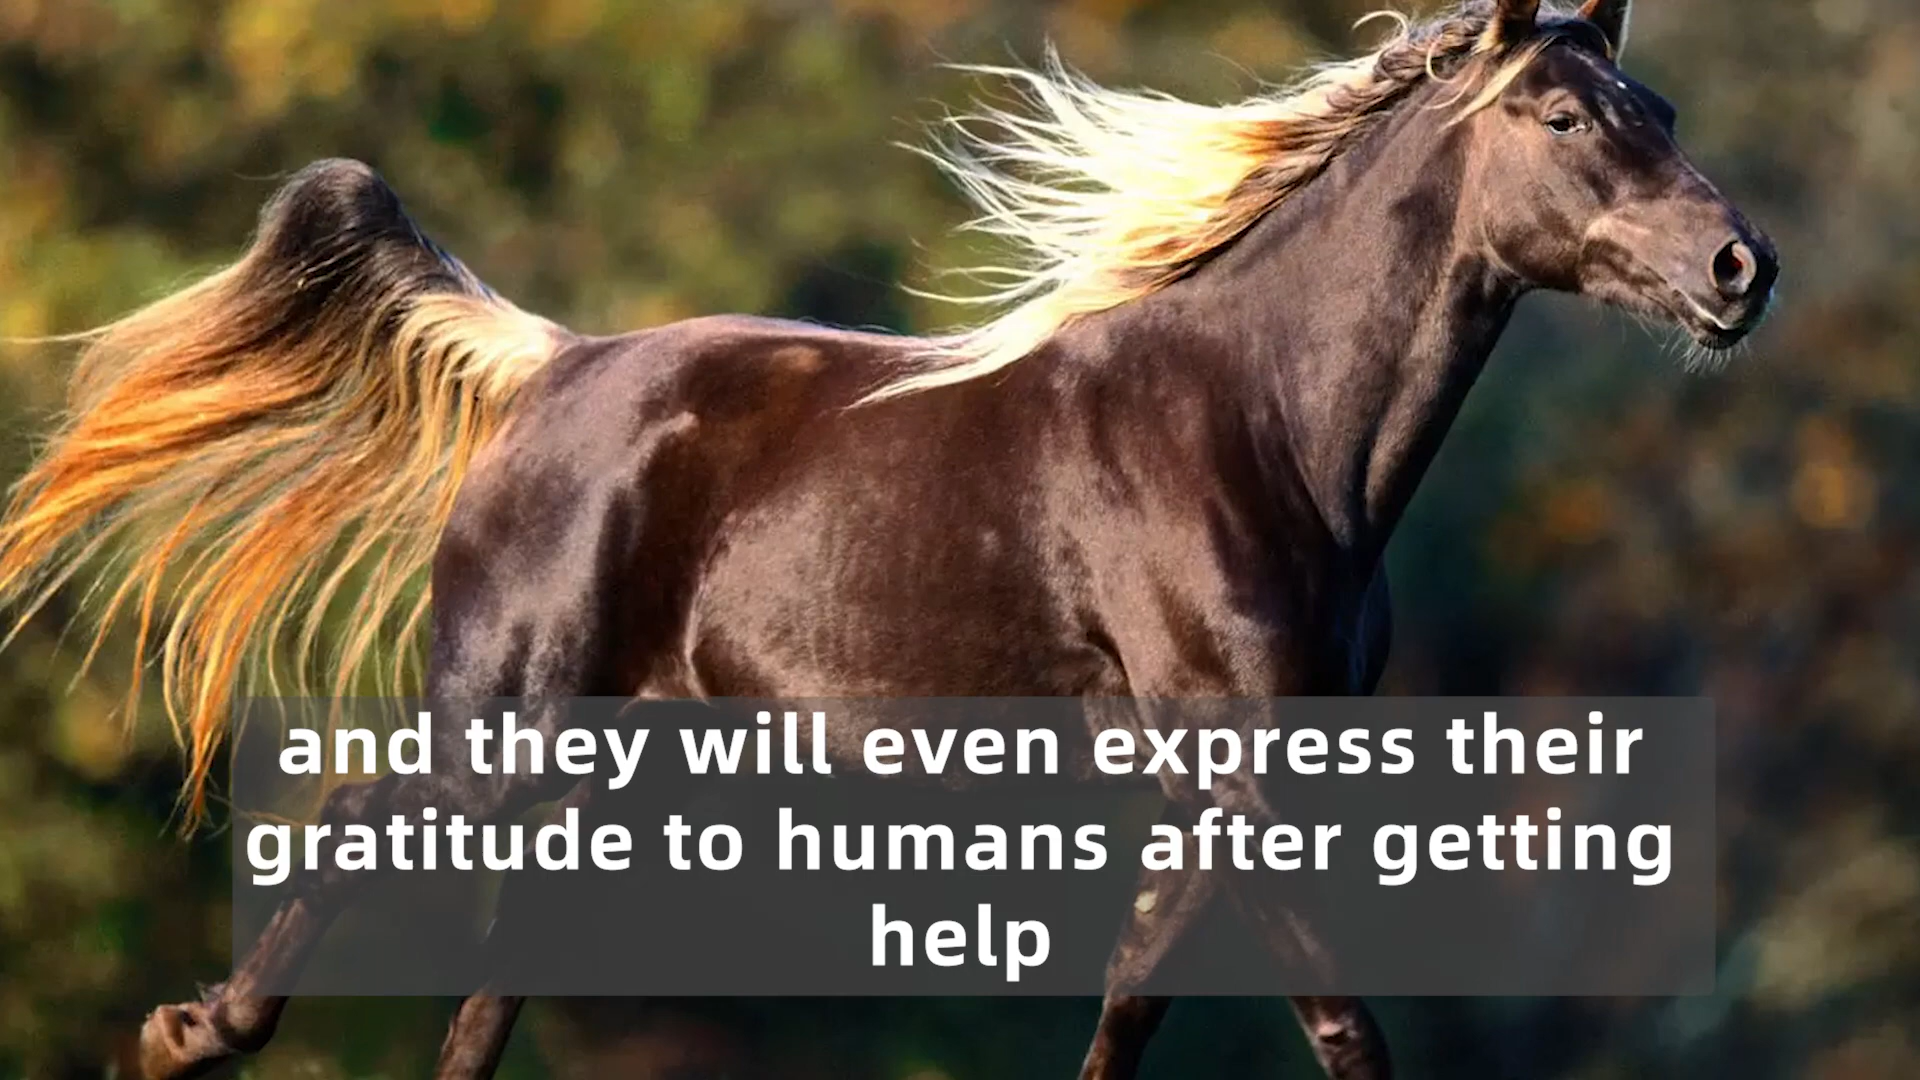 and they will even express their
gratitude to humans after getting
help